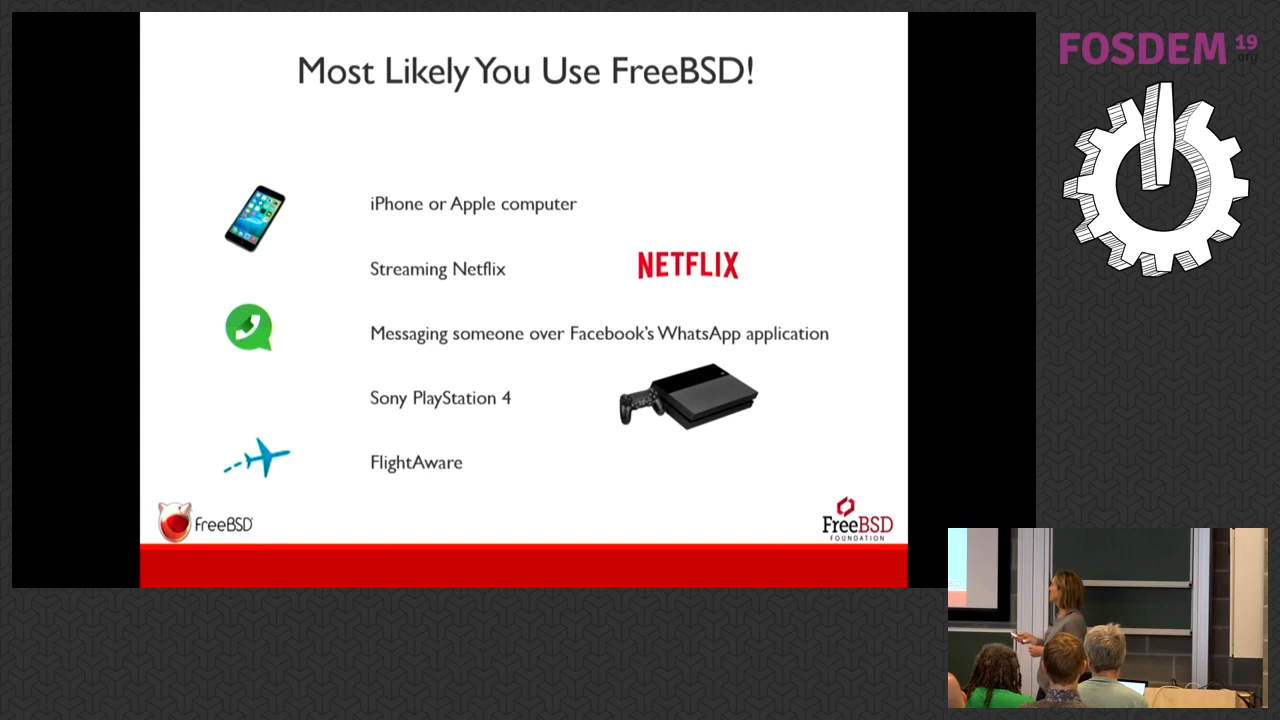 Most Likely You Use FreeBSD!
iPhone or Apple computer
Streaming Netflix
NETFLIX
Messaging someone over Facebook's WhatsApp application
Sony PlayStation 4
FlightAware
FreeBSD
FreeBSD
FOUNDATION
FOSDEM 19
.org